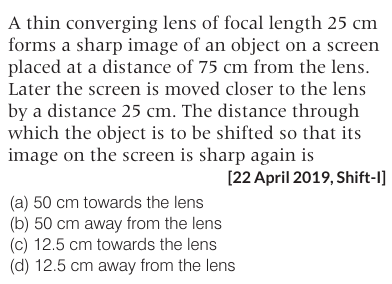 A thin converging lens of focal length 25 cm
forms a sharp image of an object on a screen
placed at a distance of 75 cm from the lens.
Later the screen is moved closer to the lens
by a distance 25 cm. The distance through
which the object is to be shifted so that its
image on the screen is sharp again is
[22 April 2019, Shift-I]
(a) 50 cm towards the lens
(b) 50 cm away from the lens
(c) 12.5 cm towards the lens
(d) 12.5 cm away from the lens